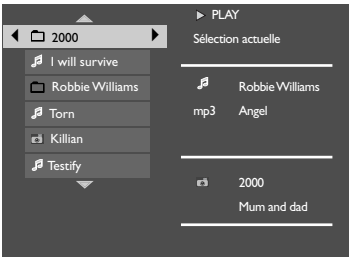 2000
I will survive
Robbie Williams
Torn
Killian
Testify
PLAY
Sélection actuelle
Robbie Williams
mp3 Angel
2000
Mum and dad